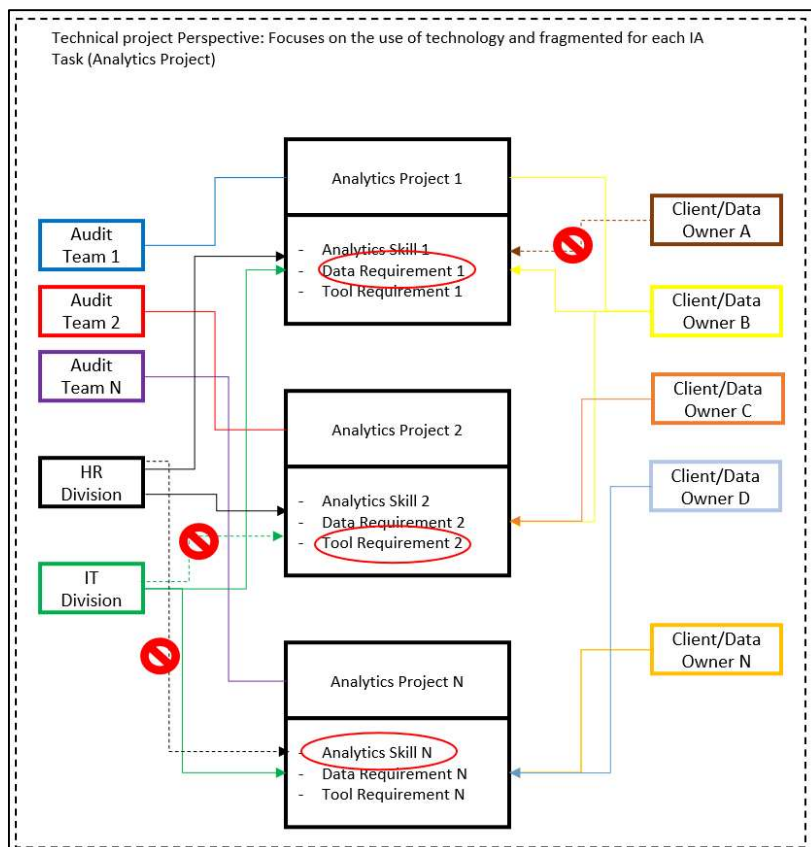 Technical project Perspective: Focuses on the use of technology and fragmented for each IA
Task (Analytics Project)
Analytics Project 1
- Analytics Skill 1
- Data Requirement 1
- Tool Requirement 1
Audit
Team 1
Audit
Team 2
Audit
Team N
HR
Division
IT
Division
Analytics Project 2
- Analytics Skill 2
- Data Requirement 2
- Tool Requirement 2
Analytics Project N
- Analytics Skill N
- Data Requirement N
- Tool Requirement N
Client/Data
Owner A
Client/Data
Owner B
Client/Data
Owner C
Client/Data
Owner D
Client/Data
Owner N